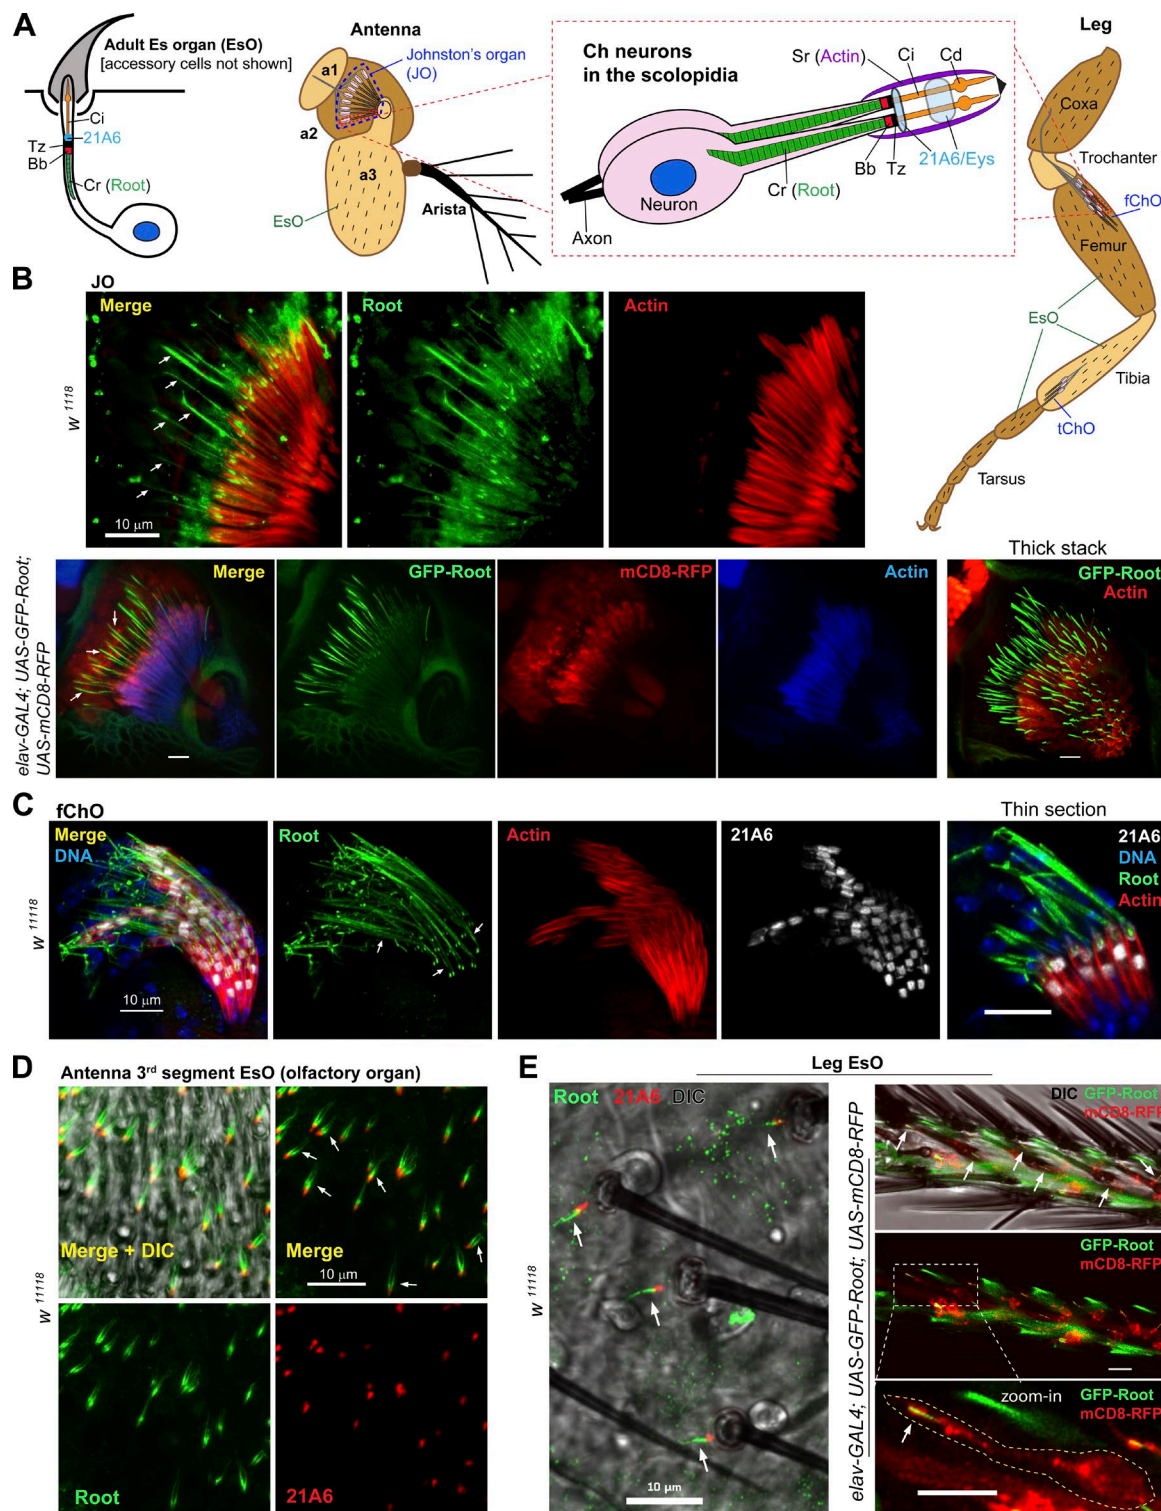 A
Adult Es organ (EsO)
[accessory cells not shown]
Ci
21A6
Tz
Bb
Cr (Root)
Antenna
Johnston's organ
(JO)
a1
a2
a3
EsO
Arista
Ch neurons
in the scolopidia
Sr (Actin)
Ci
Cd
Bb
Tz
21A6/Eys
Cr (Root)
Neuron
Axon
Leg
Coxa
Trochanter
fChO
Femur
EsO
Tibia
tChO
Tarsus
B
JO
Merge
Root
Actin
w 1118
10 μm
elav-GAL4; UAS-GFP-Root;
UAS-mCD8-RFP
Merge
GFP-Root
mCD8-RFP
Actin
Thick stack
GFP-Root
Actin
C
fChO
Merge
DNA
Root
Actin
21A6
Thin section
21A6
DNA
Root
Actin
w 11118
10 μm
D
Antenna 3rd segment EsO (olfactory organ)
Merge + DIC
Merge
10 μm
w 11118
Root
21A6
E
Leg EsO
Root 21A6 DIC
w 11118
10 μm
elav-GAL4; UAS-GFP-Root; UAS-mCD8-RFP
DIC GFP-Root
mCD8-RFP
GFP-Root
mCD8-RFP
zoom-in
GFP-Root
mCD8-RFP